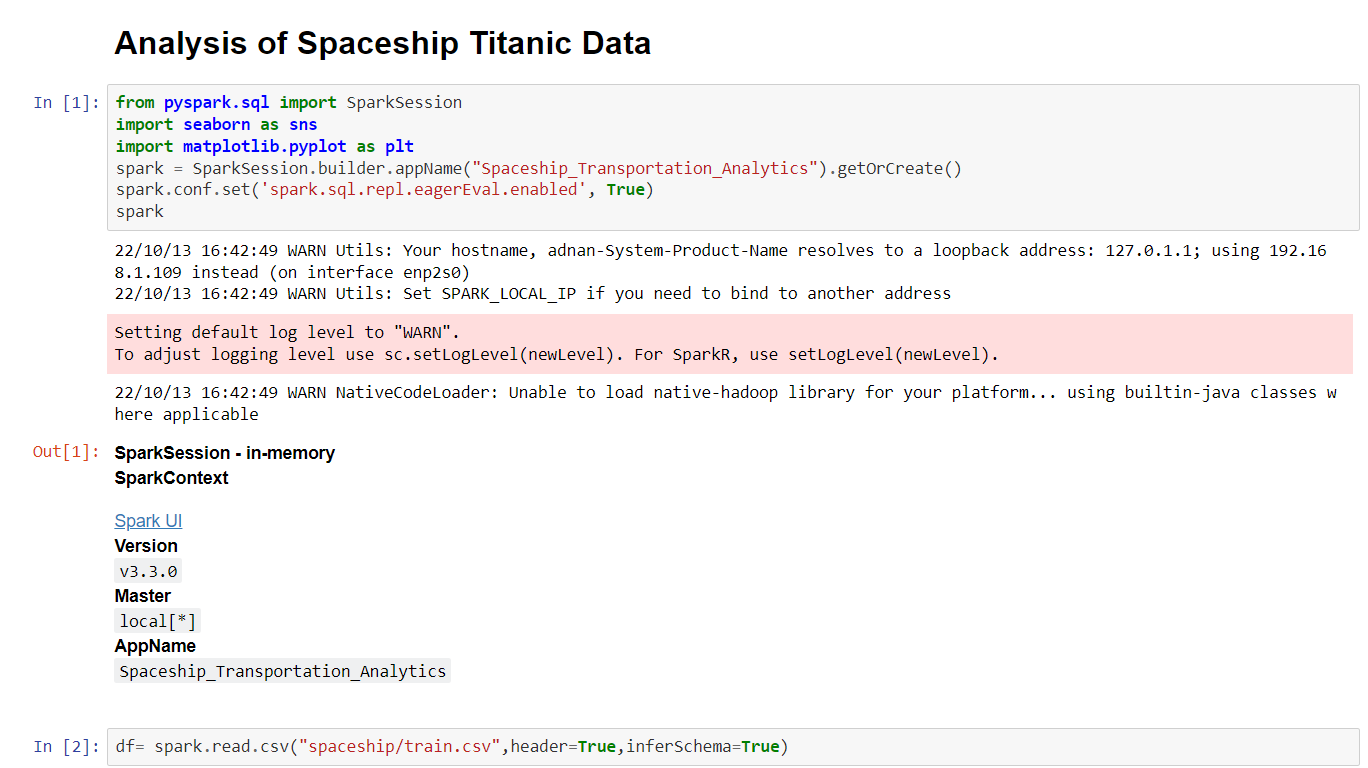 Analysis of Spaceship Titanic Data
In [1]:
from pyspark.sql import SparkSession
import seaborn as sns
import matplotlib.pyplot as plt
spark = SparkSession.builder.appName("Spaceship_Transportation_Analytics").getOrCreate()
spark.conf.set('spark.sql.repl.eagerEval.enabled', True)
spark
22/10/13 16:42:49 WARN Utils: Your hostname, adnan-System-Product-Name resolves to a loopback address: 127.0.1.1; using 192.16
8.1.109 instead (on interface enp2s0)
22/10/13 16:42:49 WARN Utils: Set SPARK_LOCAL_IP if you need to bind to another address
Setting default log level to "WARN".
To adjust logging level use sc.setLogLevel(newLevel). For SparkR, use setLogLevel(newLevel).
22/10/13 16:42:49 WARN NativeCodeLoader: Unable to load native-hadoop library for your platform... using builtin-java classes w
here applicable
Out[1]:
SparkSession - in-memory
SparkContext
Spark UI
Version
v3.3.0
Master
local[*]
AppName
Spaceship_Transportation_Analytics
In [2]:
df= spark.read.csv("spaceship/train.csv",header=True,inferSchema=True)